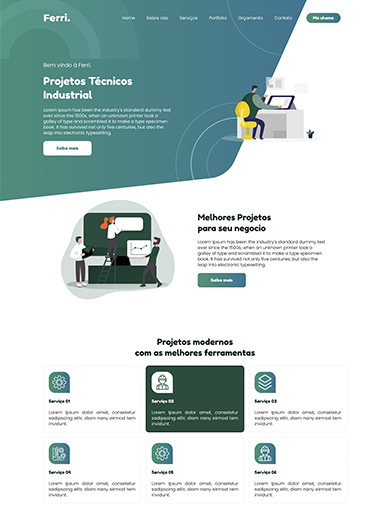 Ferri.
Home Sobre nós Serviços Portfolio Orçamento Contato Me chame
Bem vindo à Ferri.
Projetos Técnicos
Industrial
Lorem Ipsum has been the industry's standard dummy text
ever since the 1500s, when an unknown printer took a
galley of type and scrambled it to make a type specimen
book. It has survived not only five centuries, but also the
leap into electronic typesetting.
Saiba mais
Melhores Projetos
para seu negocio
Lorem Ipsum has been the industry's standard dummy text
ever since the 1500s, when an unknown printer took a
galley of type and scrambled it to make a type specimen
book. It has survived not only five centuries, but also the
leap into electronic typesetting.
Saiba mais
Projetos modernos
com as melhores ferramentas
Serviço 01
Lorem ipsum dolor amet, consetetur
sadipscing elitr, diam nany eirmod tem
invidunt.
Serviço 02
Lorem ipsum dolor amet, consetetur
sadipscing elitr, diam nany eirmod tem
invidunt.
Serviço 03
Lorem ipsum dolor amet, consetetur
sadipscing elitr, diam nany eirmod tem
invidunt.
Serviço 04
Lorem ipsum dolor amet, consetetur
sadipscing elitr, diam nany eirmod tem
invidunt.
Serviço 05
Lorem ipsum dolor amet, consetetur
sadipscing elitr, diam nany eirmod tem
invidunt.
Serviço 06
Lorem ipsum dolor amet, consetetur
sadipscing elitr, diam nany eirmod tem
invidunt.